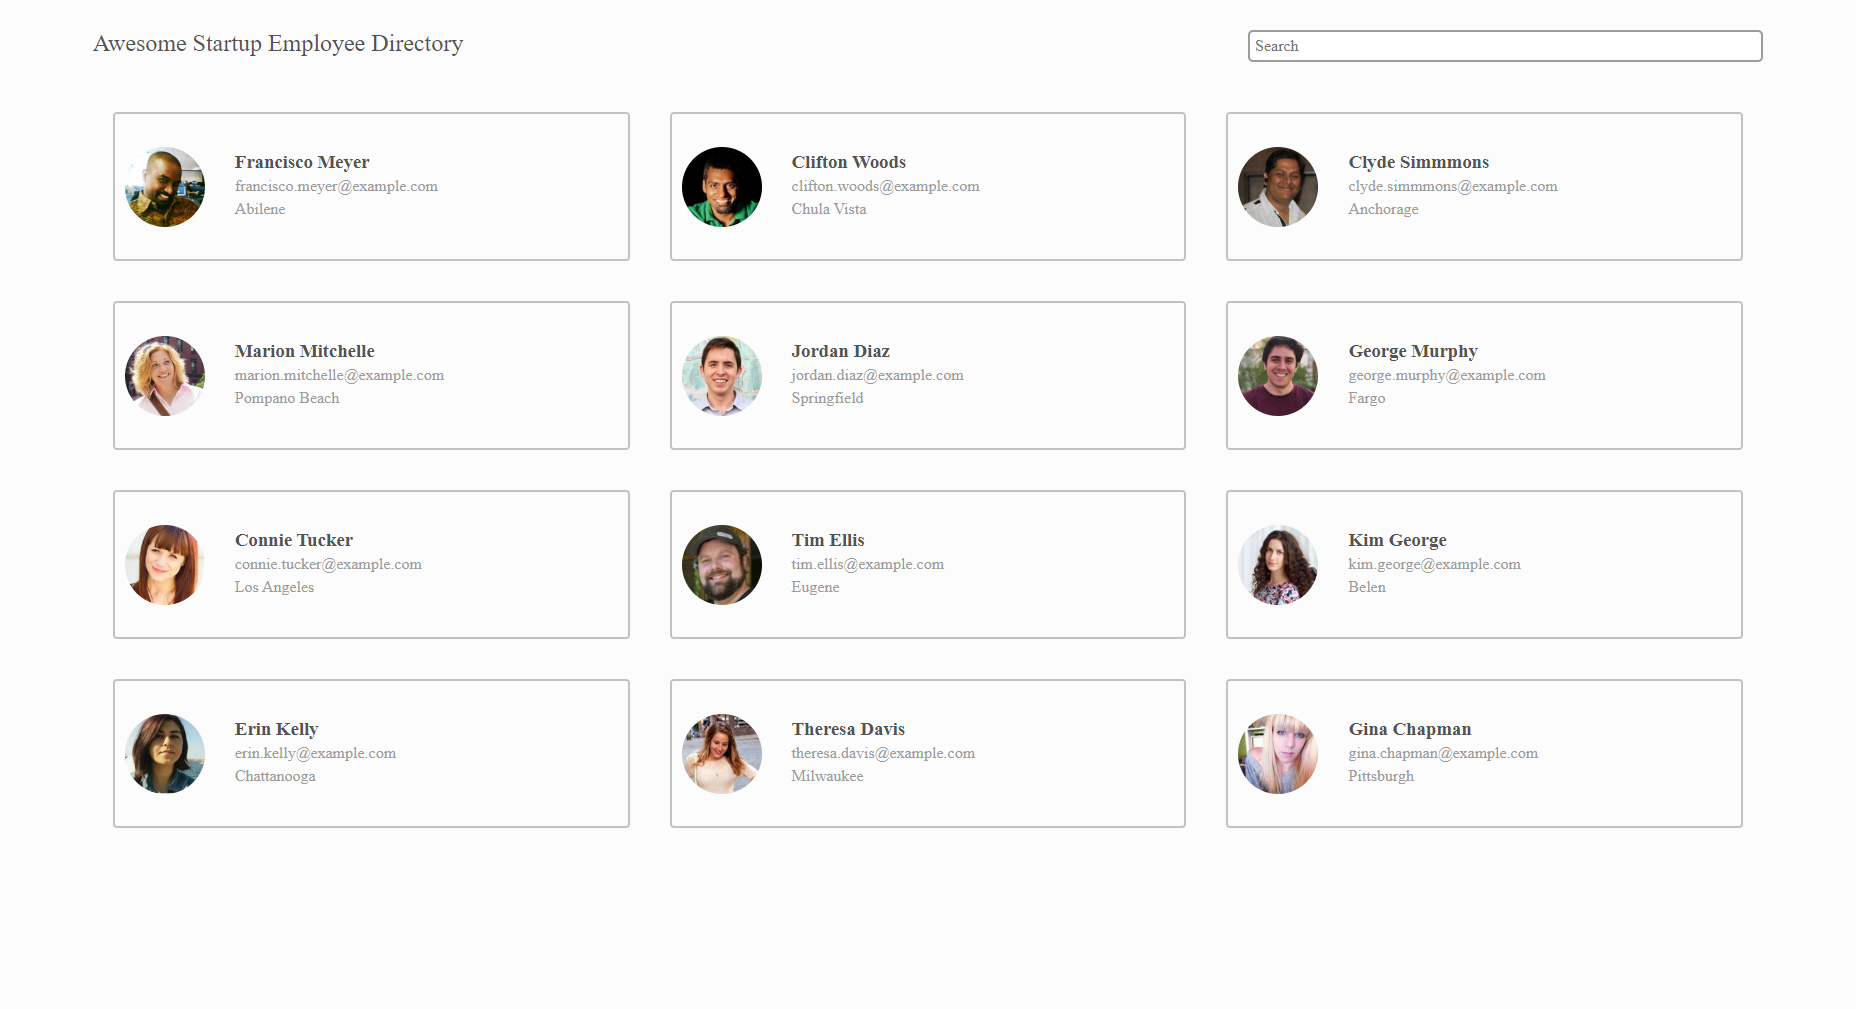 Awesome Startup Employee Directory
Search
Francisco Meyer
francisco.meyer@example.com
Abilene
Clifton Woods
clifton.woods@example.com
Chula Vista
Clyde Simmmons
clyde.simmmons@example.com
Anchorage
Marion Mitchelle
marion.mitchelle@example.com
Pompano Beach
Jordan Diaz
jordan.diaz@example.com
Springfield
George Murphy
george.murphy@example.com
Fargo
Connie Tucker
connie.tucker@example.com
Los Angeles
Tim Ellis
tim.ellis@example.com
Eugene
Kim George
kim.george@example.com
Belen
Erin Kelly
erin.kelly@example.com
Chattanooga
Theresa Davis
theresa.davis@example.com
Milwaukee
Gina Chapman
gina.chapman@example.com
Pittsburgh